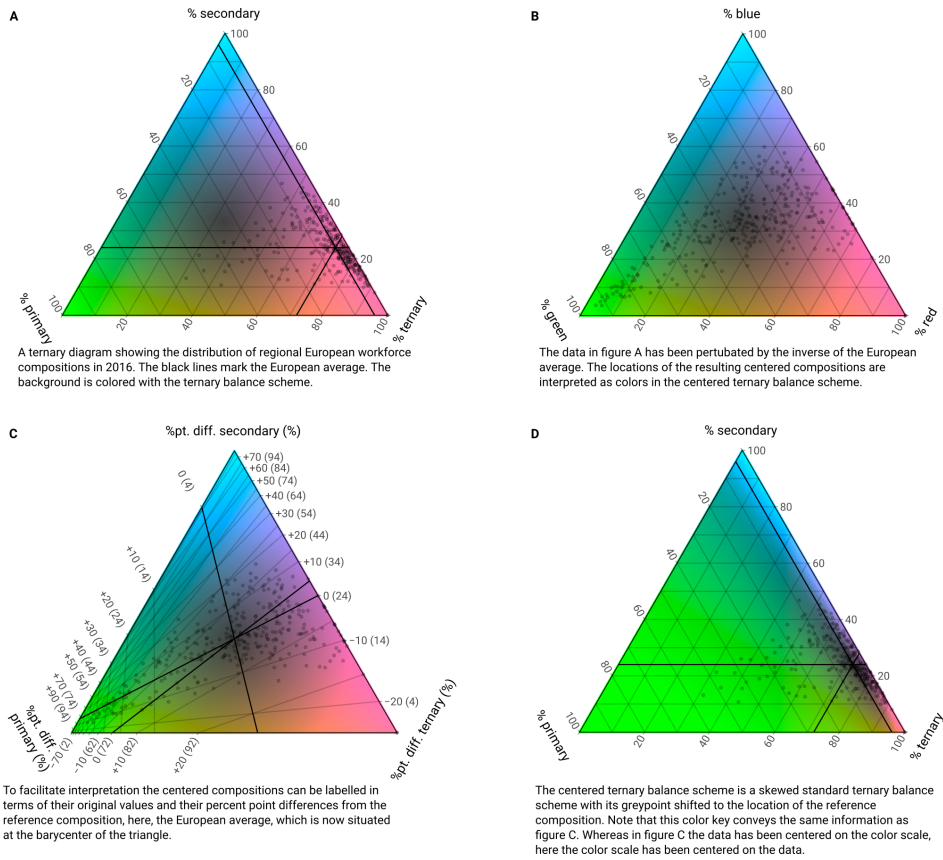 A
% secondary
100
80
60
40
20
20
40
60
80
100
% primary
20
40
60
80
100
% ternary
A ternary diagram showing the distribution of regional European workforce
compositions in 2016. The black lines mark the European average. The
background is colored with the ternary balance scheme.
B
% blue
100
80
60
40
20
20
40
60
80
100
% green
20
40
60
80
100
% red
The data in figure A has been pertubated by the inverse of the European
average. The locations of the resulting centered compositions are
interpreted as colors in the centered ternary balance scheme.
C
%pt. diff. secondary (%)
+70 (94)
+60 (84)
+50 (74)
+40 (64)
+30 (54)
+20 (44)
+10 (34)
0 (24)
−10 (14)
−20 (4)
0 (4)
+10 (14)
+20 (24)
+30 (34)
+40 (44)
+50 (54)
+70 (74)
+90 (94)
%pt. diff.
primary (%)
−70 (2)
−10 (62)
0 (72)
+10 (82)
+20 (92)
%pt. diff. ternary (%)
To facilitate interpretation the centered compositions can be labelled in
terms of their original values and their percent point differences from the
reference composition, here, the European average, which is now situated
at the barycenter of the triangle.
D
% secondary
100
80
60
40
20
20
40
60
80
100
% primary
20
40
60
80
100
% ternary
The centered ternary balance scheme is a skewed standard ternary balance
scheme with its greypoint shifted to the location of the reference
composition. Note that this color key conveys the same information as
figure C. Whereas in figure C the data has been centered on the color scale,
here the color scale has been centered on the data.